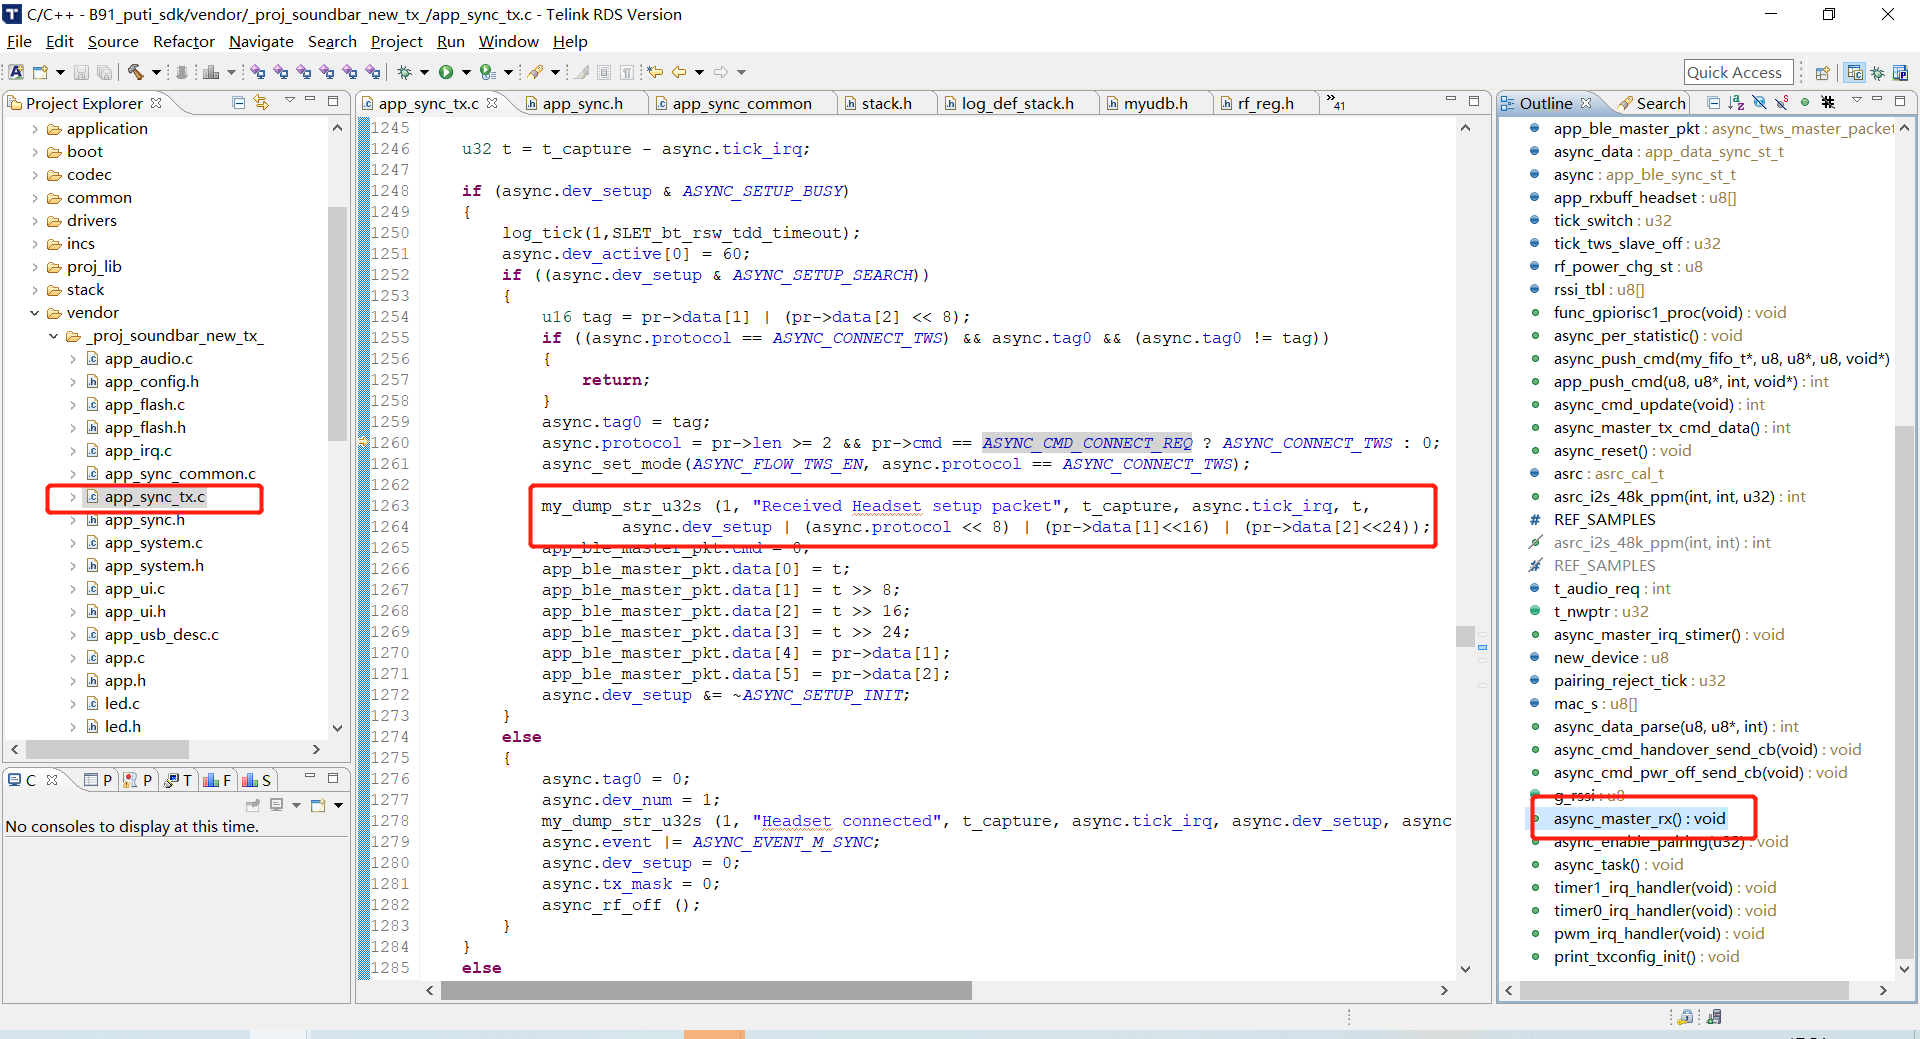 C/C++ - B91_puti_sdk/vendor/_proj_soundbar_new_tx_/app_sync_tx.c - Telink RDS Version
File Edit Source Refactor Navigate Search Project Run Window Help
Quick Access
Project Explorer
application
boot
codec
common
drivers
incs
proj_lib
stack
vendor
_proj_soundbar_new_tx_
app_audio.c
app_config.h
app_flash.c
app_flash.h
app_irq.c
app_sync_common.c
app_sync_tx.c
app_sync.h
app_system.c
app_system.h
app_ui.c
app_ui.h
app_usb_desc.c
app.c
app.h
led.c
led.h
C P P T F S
No consoles to display at this time.
app_sync_tx.c app_sync.h app_sync_common stack.h log_def_stack.h myudb.h rf_reg.h »41
1245
1246 u32 t = t_capture - async.tick_irq;
1247
1248 if (async.dev_setup & ASYNC_SETUP_BUSY)
1249 {
1250 log_tick(1,SLET_bt_rsw_tdd_timeout);
1251 async.dev_active[0] = 60;
1252 if ((async.dev_setup & ASYNC_SETUP_SEARCH))
1253 {
1254 u16 tag = pr->data[1] | (pr->data[2] << 8);
1255 if ((async.protocol == ASYNC_CONNECT_TWS) && async.tag0 && (async.tag0 != tag))
1256 {
1257 return;
1258 }
1259 async.tag0 = tag;
1260 async.protocol = pr->len >= 2 && pr->cmd == ASYNC_CMD_CONNECT_REQ ? ASYNC_CONNECT_TWS : 0;
1261 async_set_mode(ASYNC_FLOW_TWS_EN, async.protocol == ASYNC_CONNECT_TWS);
1262
1263 my_dump_str_u32s (1, "Received Headset setup packet", t_capture, async.tick_irq, t,
1264 async.dev_setup | (async.protocol << 8) | (pr->data[1]<<16) | (pr->data[2]<<24));
1265 app_ble_master_pkt.cmd = 0;
1266 app_ble_master_pkt.data[0] = t;
1267 app_ble_master_pkt.data[1] = t >> 8;
1268 app_ble_master_pkt.data[2] = t >> 16;
1269 app_ble_master_pkt.data[3] = t >> 24;
1270 app_ble_master_pkt.data[4] = pr->data[1];
1271 app_ble_master_pkt.data[5] = pr->data[2];
1272 async.dev_setup &= ~ASYNC_SETUP_INIT;
1273 }
1274 else
1275 {
1276 async.tag0 = 0;
1277 async.dev_num = 1;
1278 my_dump_str_u32s (1, "Headset connected", t_capture, async.tick_irq, async.dev_setup, async
1279 async.event |= ASYNC_EVENT_M_SYNC;
1280 async.dev_setup = 0;
1281 async.tx_mask = 0;
1282 async_rf_off ();
1283 }
1284 }
1285 else
Outline Search
app_ble_master_pkt : async_tws_master_packet
async_data : app_data_sync_st_t
async : app_ble_sync_st_t
app_rxbuff_headset : u8[]
tick_switch : u32
tick_tws_slave_off : u32
rf_power_chg_st : u8
rssi_tbl : u8[]
func_gpiorisc1_proc(void) : void
async_per_statistic() : void
async_push_cmd(my_fifo_t*, u8, u8*, u8, void*)
app_push_cmd(u8, u8*, int, void*) : int
async_cmd_update(void) : int
async_master_tx_cmd_data() : int
async_reset() : void
asrc : asrc_cal_t
asrc_i2s_48k_ppm(int, int, u32) : int
REF_SAMPLES
asrc_i2s_48k_ppm(int, int) : int
REF_SAMPLES
t_audio_req : int
t_nwptr : u32
async_master_irq_stimer() : void
new_device : u8
pairing_reject_tick : u32
mac_s : u8[]
async_data_parse(u8, u8*, int) : int
async_cmd_handover_send_cb(void) : void
async_cmd_pwr_off_send_cb(void) : void
g_rssi : u8
async_master_rx() : void
async_enable_pairing(u32) : void
async_task() : void
timer1_irq_handler(void) : void
timer0_irq_handler(void) : void
pwm_irq_handler(void) : void
print_txconfig_init() : void